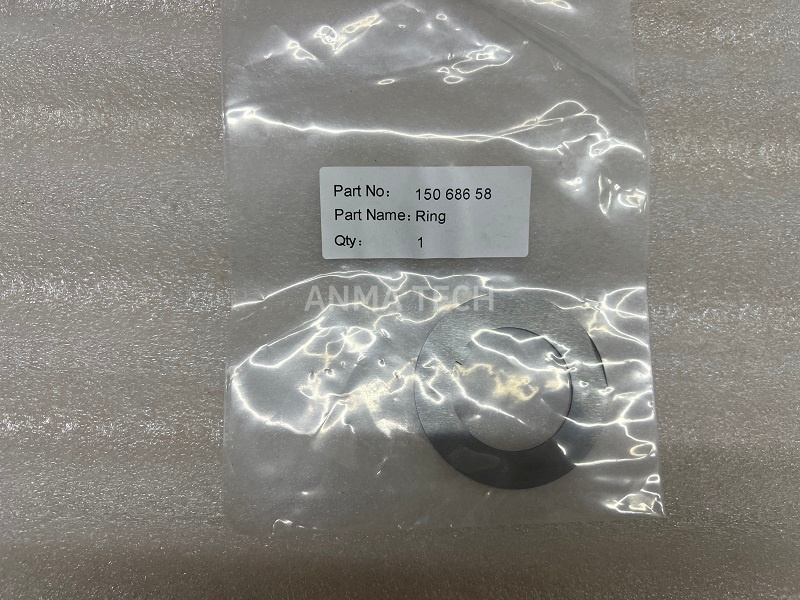 Part No： 150 686 58
Part Name：Ring
Qty： 1
ANMA TECH